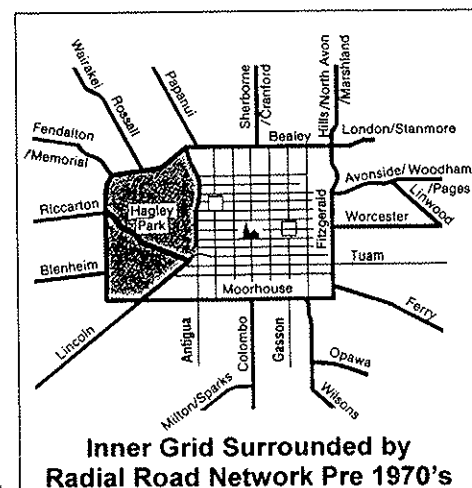 Wairakei
Rossall
Papanui
Sherborne
/Cranford
Hills/North Avon
/Marshland
Fendalton
/Memorial
Bealey
London/Stanmore
Avonside/Woodham
/Pages
Linwood
Riccarton
Hagley
Park
Fitzgerald
Worcester
Blenheim
Tuam
Moorhouse
Lincoln
Antigua
Colombo
Gasson
Ferry
Milton/Sparks
Opawa
Wilsons
Inner Grid Surrounded by
Radial Road Network Pre 1970's